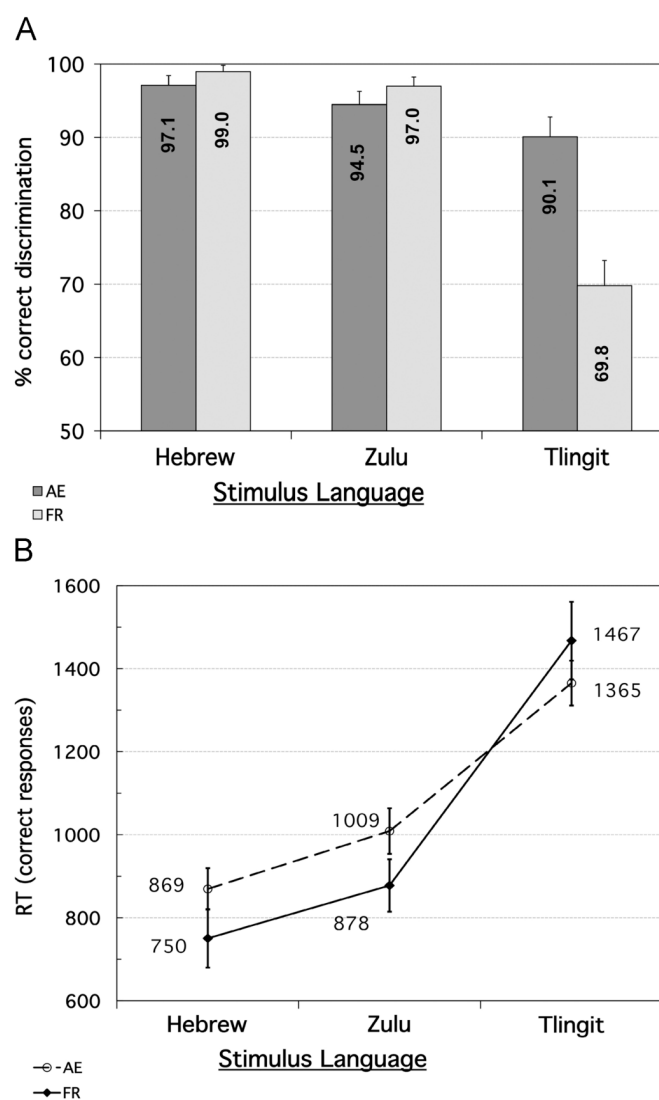 A
% correct discrimination
100
90
80
70
60
50
97.1
99.0
94.5
97.0
90.1
69.8
Hebrew Zulu Tlingit
Stimulus Language
AE
FR
B
RT (correct responses)
1600
1400
1200
1000
800
600
869
750
1009
878
1467
1365
Hebrew Zulu Tlingit
Stimulus Language
AE
FR